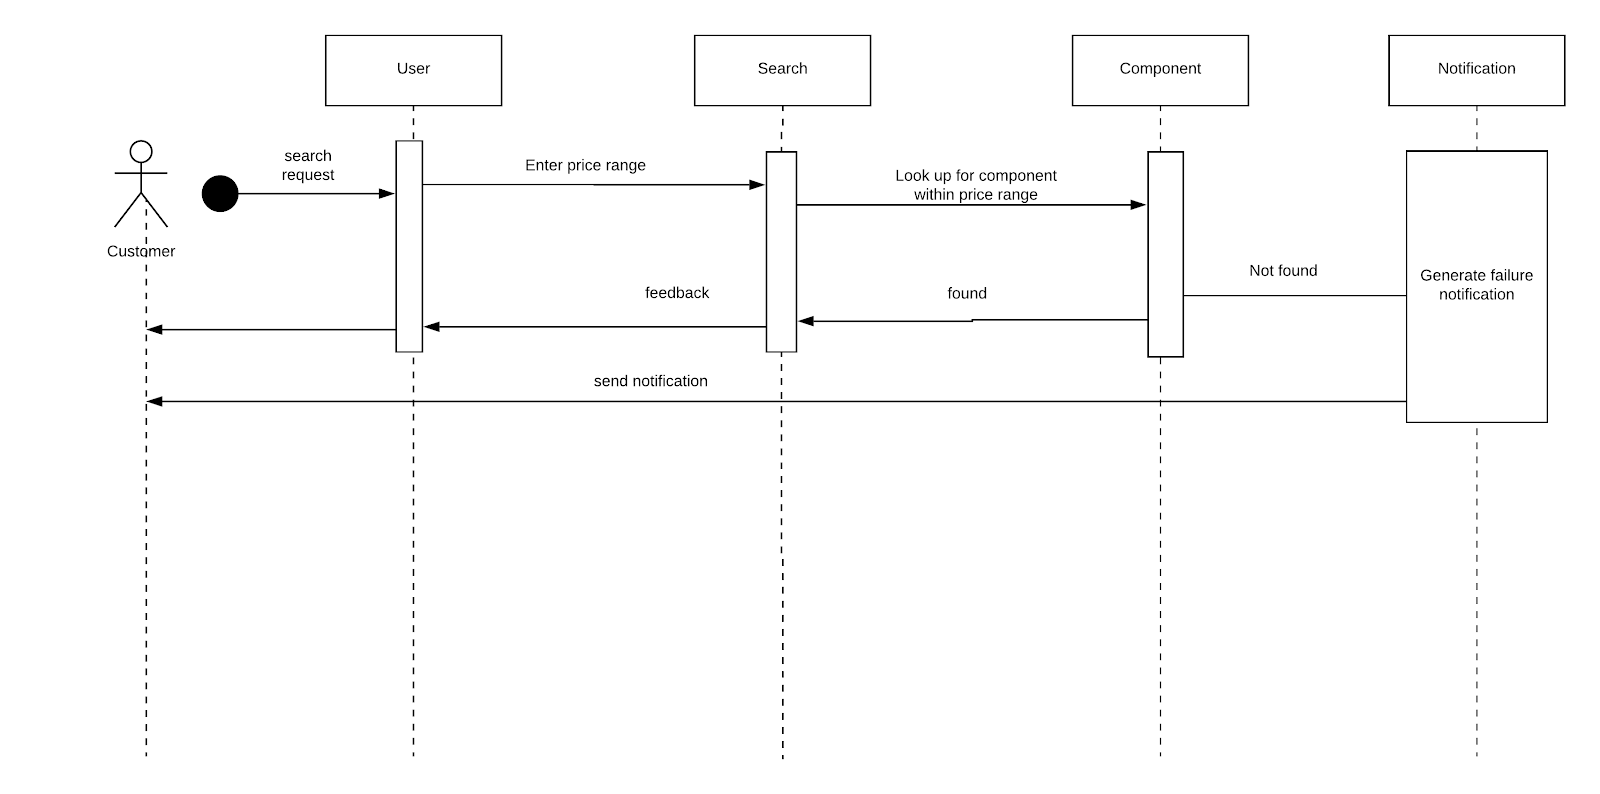 User
Search
Component
Notification
search
request
Enter price range
Look up for component
within price range
Customer
Not found
Generate failure
notification
feedback
found
send notification